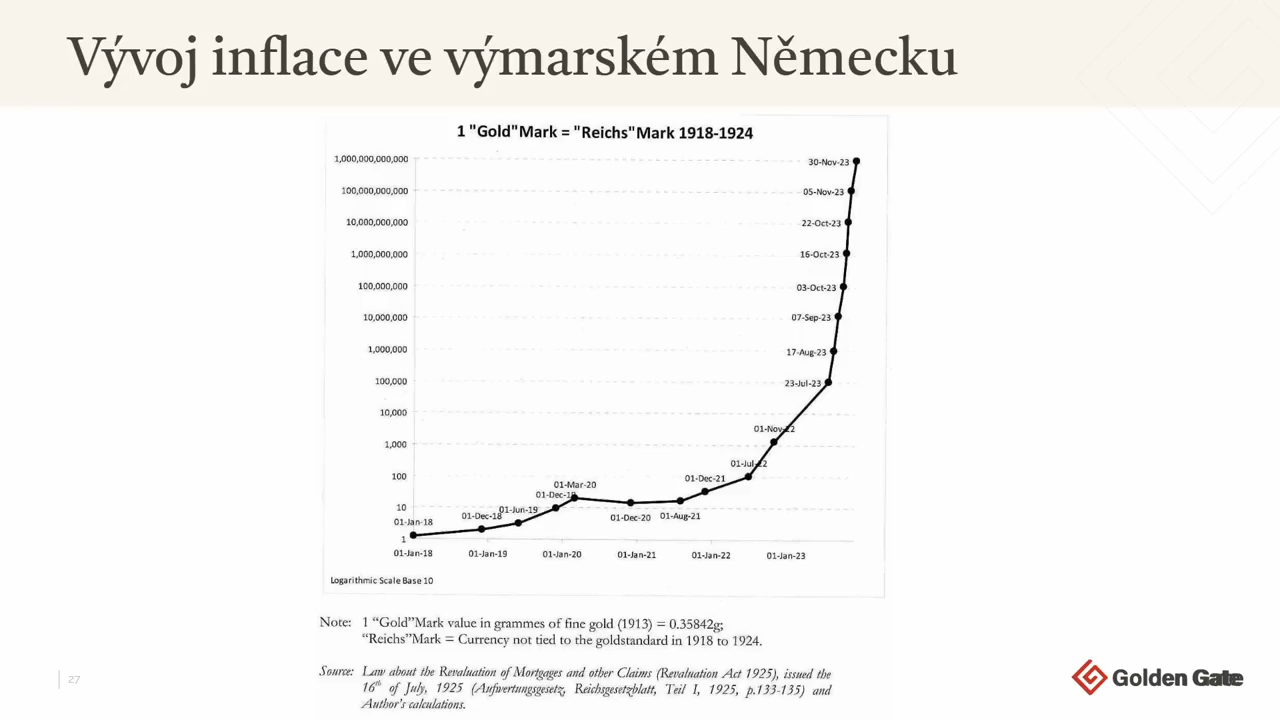 Vývoj inflace ve výmarském Německu
1 "Gold"Mark = "Reichs"Mark 1918-1924
1,000,000,000,000
30-Nov-23
100,000,000,000
05-Nov-23
10,000,000,000
22-Oct-23
1,000,000,000
16-Oct-23
100,000,000
03-Oct-23
10,000,000
07-Sep-23
1,000,000
17-Aug-23
100,000
23-Jul-23
10,000
01-Nov-22
1,000
01-Jul-22
100
01-Mar-20
01-Dec-21
01-Dec-19
10
01-Jun-19
01-Dec-18
01-Jan-18
01-Dec-20
01-Aug-21
1
01-Jan-18 01-Jan-19 01-Jan-20 01-Jan-21 01-Jan-22 01-Jan-23
Logarithmic Scale Base 10
Note: 1 “Gold”Mark value in grammes of fine gold (1913) = 0.35842g;
“Reichs”Mark = Currency not tied to the goldstandard in 1918 to 1924.
Source: Law about the Revaluation of Mortgages and other Claims (Revaluation Act 1925), issued the
16th of July, 1925 (Aufwertungsgesetz, Reichsgesetzblatt, Teil I, 1925, p.133-135) and
Author's calculations.
27
Golden Gate